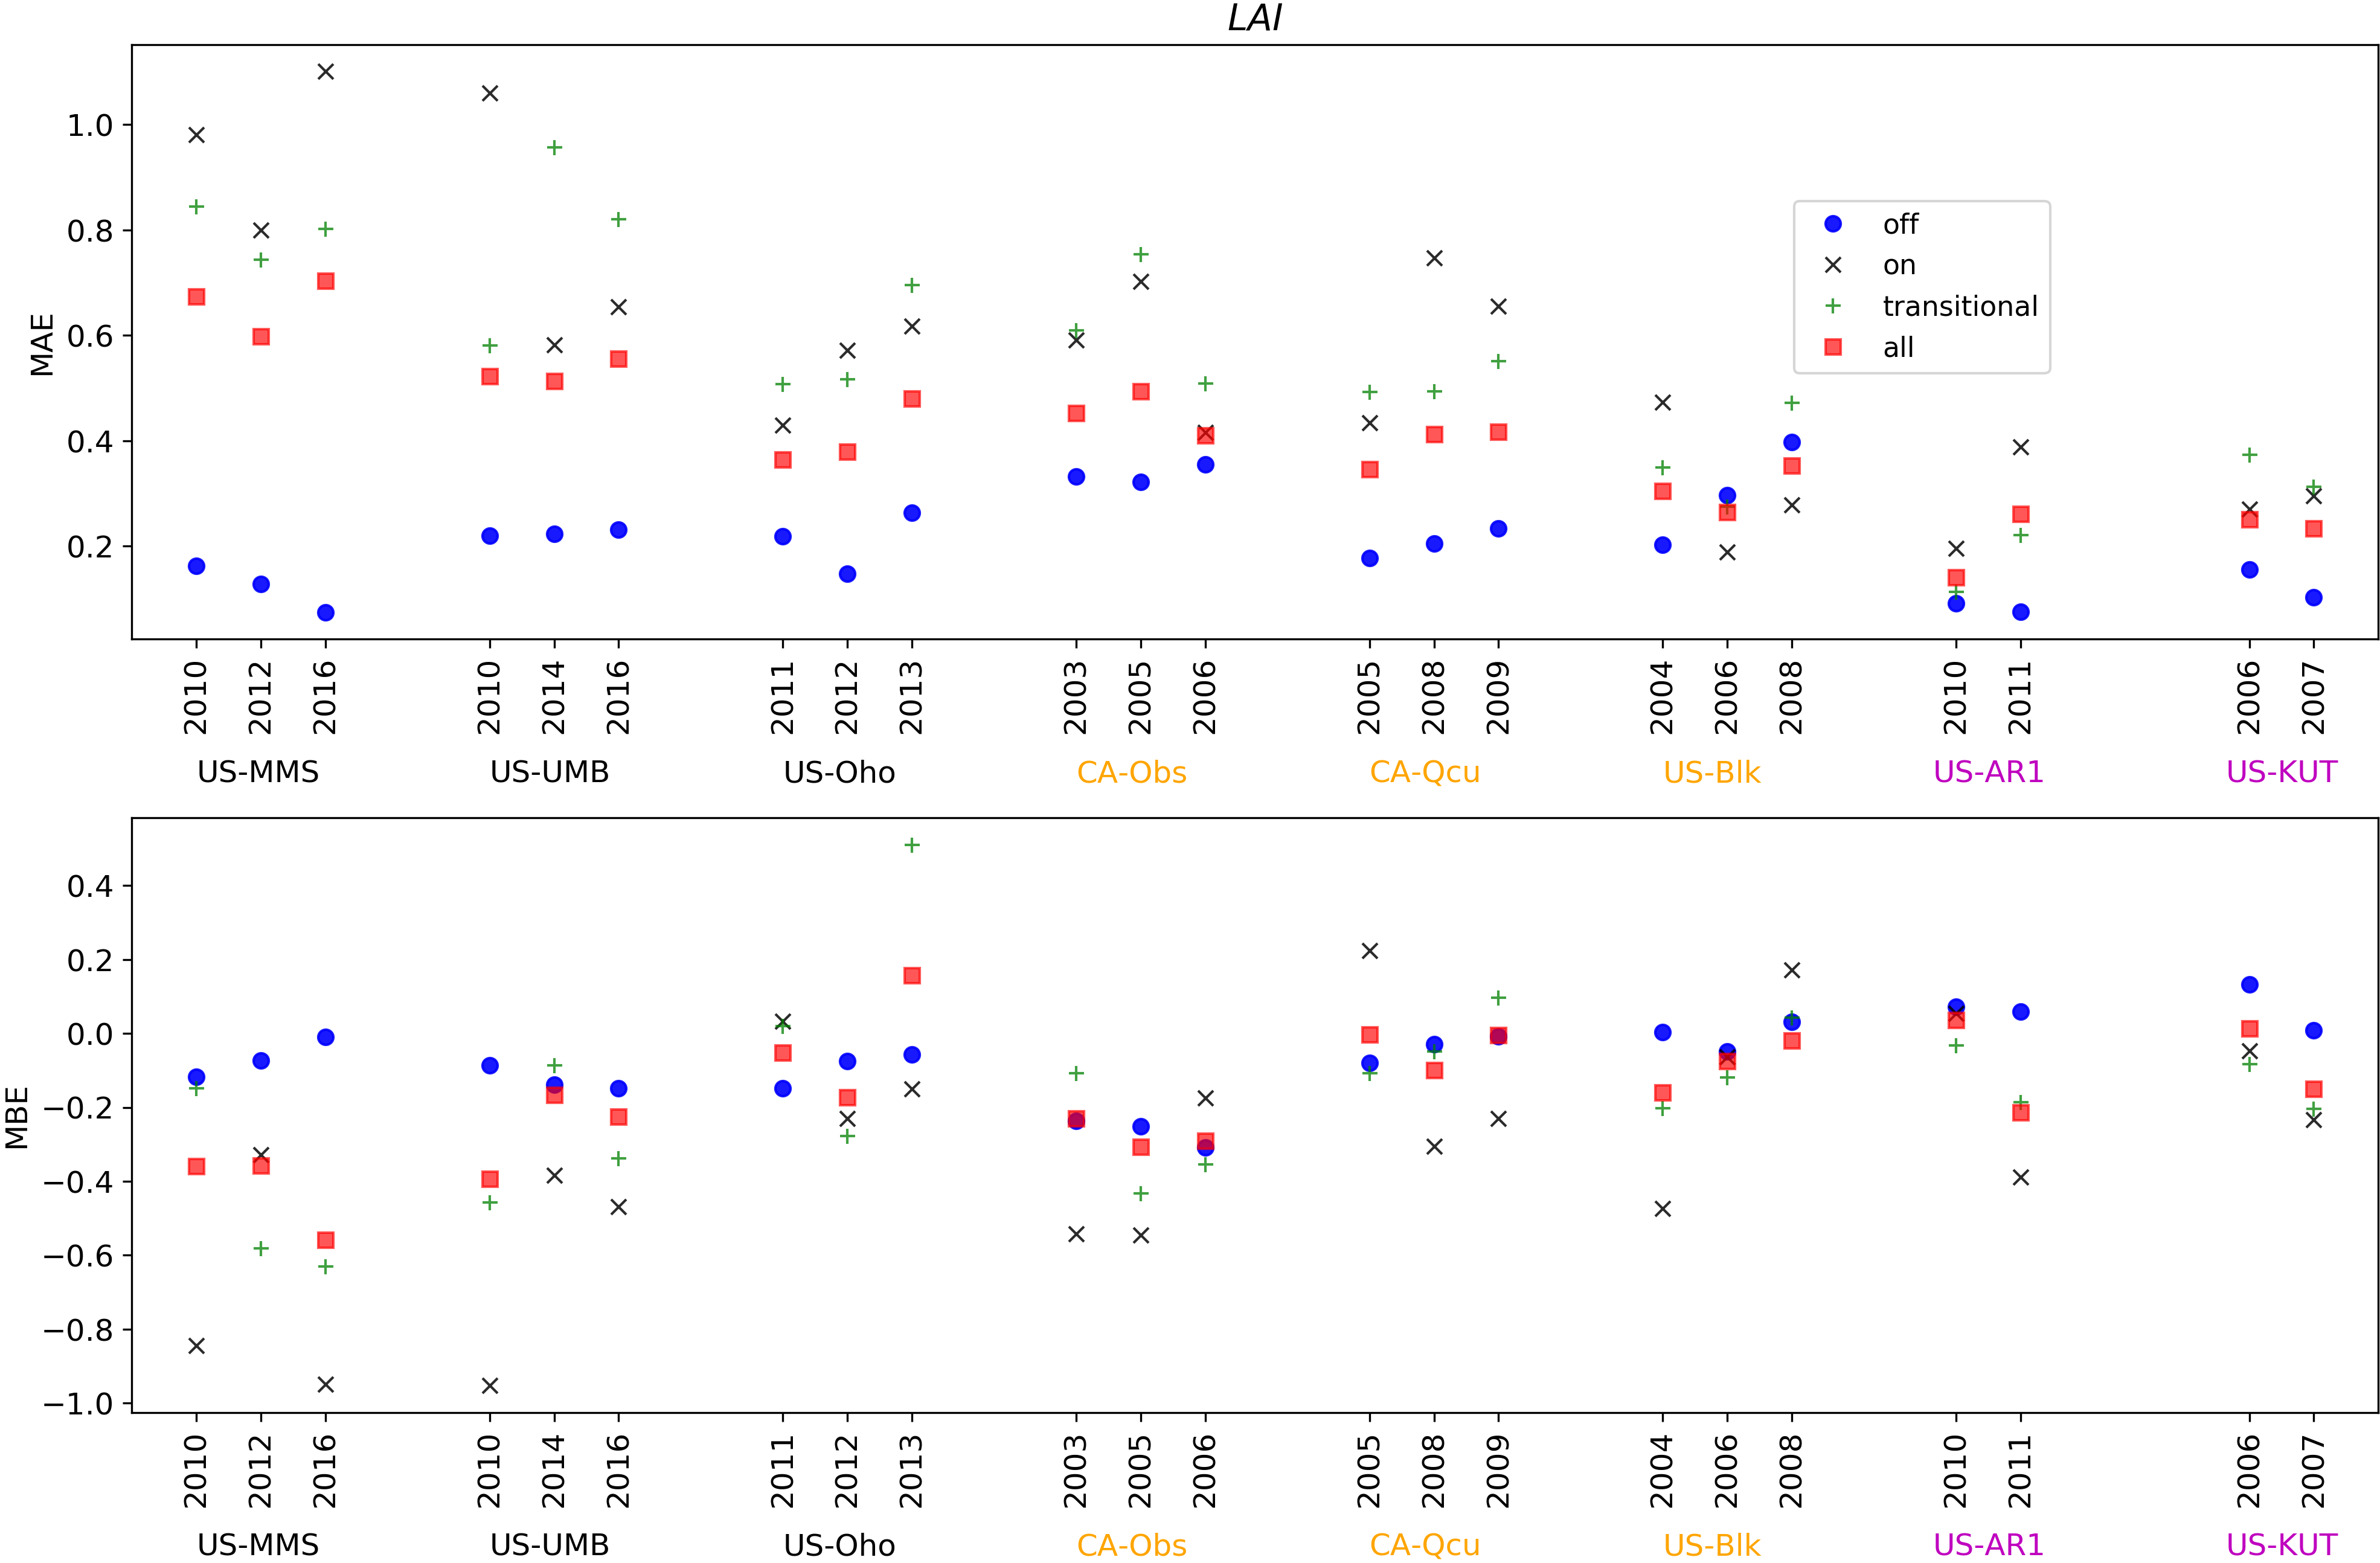 LAI
MAE
1.0
0.8
0.6
0.4
0.2
off
on
transitional
all
2010 2012 2016 2010 2014 2016 2011 2012 2013 2003 2005 2006 2005 2008 2009 2004 2006 2008 2010 2011 2006 2007
US-MMS US-UMB US-Oho CA-Obs CA-Qcu US-Blk US-AR1 US-KUT
MBE
0.4
0.2
0.0
−0.2
−0.4
−0.6
−0.8
−1.0
2010 2012 2016 2010 2014 2016 2011 2012 2013 2003 2005 2006 2005 2008 2009 2004 2006 2008 2010 2011 2006 2007
US-MMS US-UMB US-Oho CA-Obs CA-Qcu US-Blk US-AR1 US-KUT